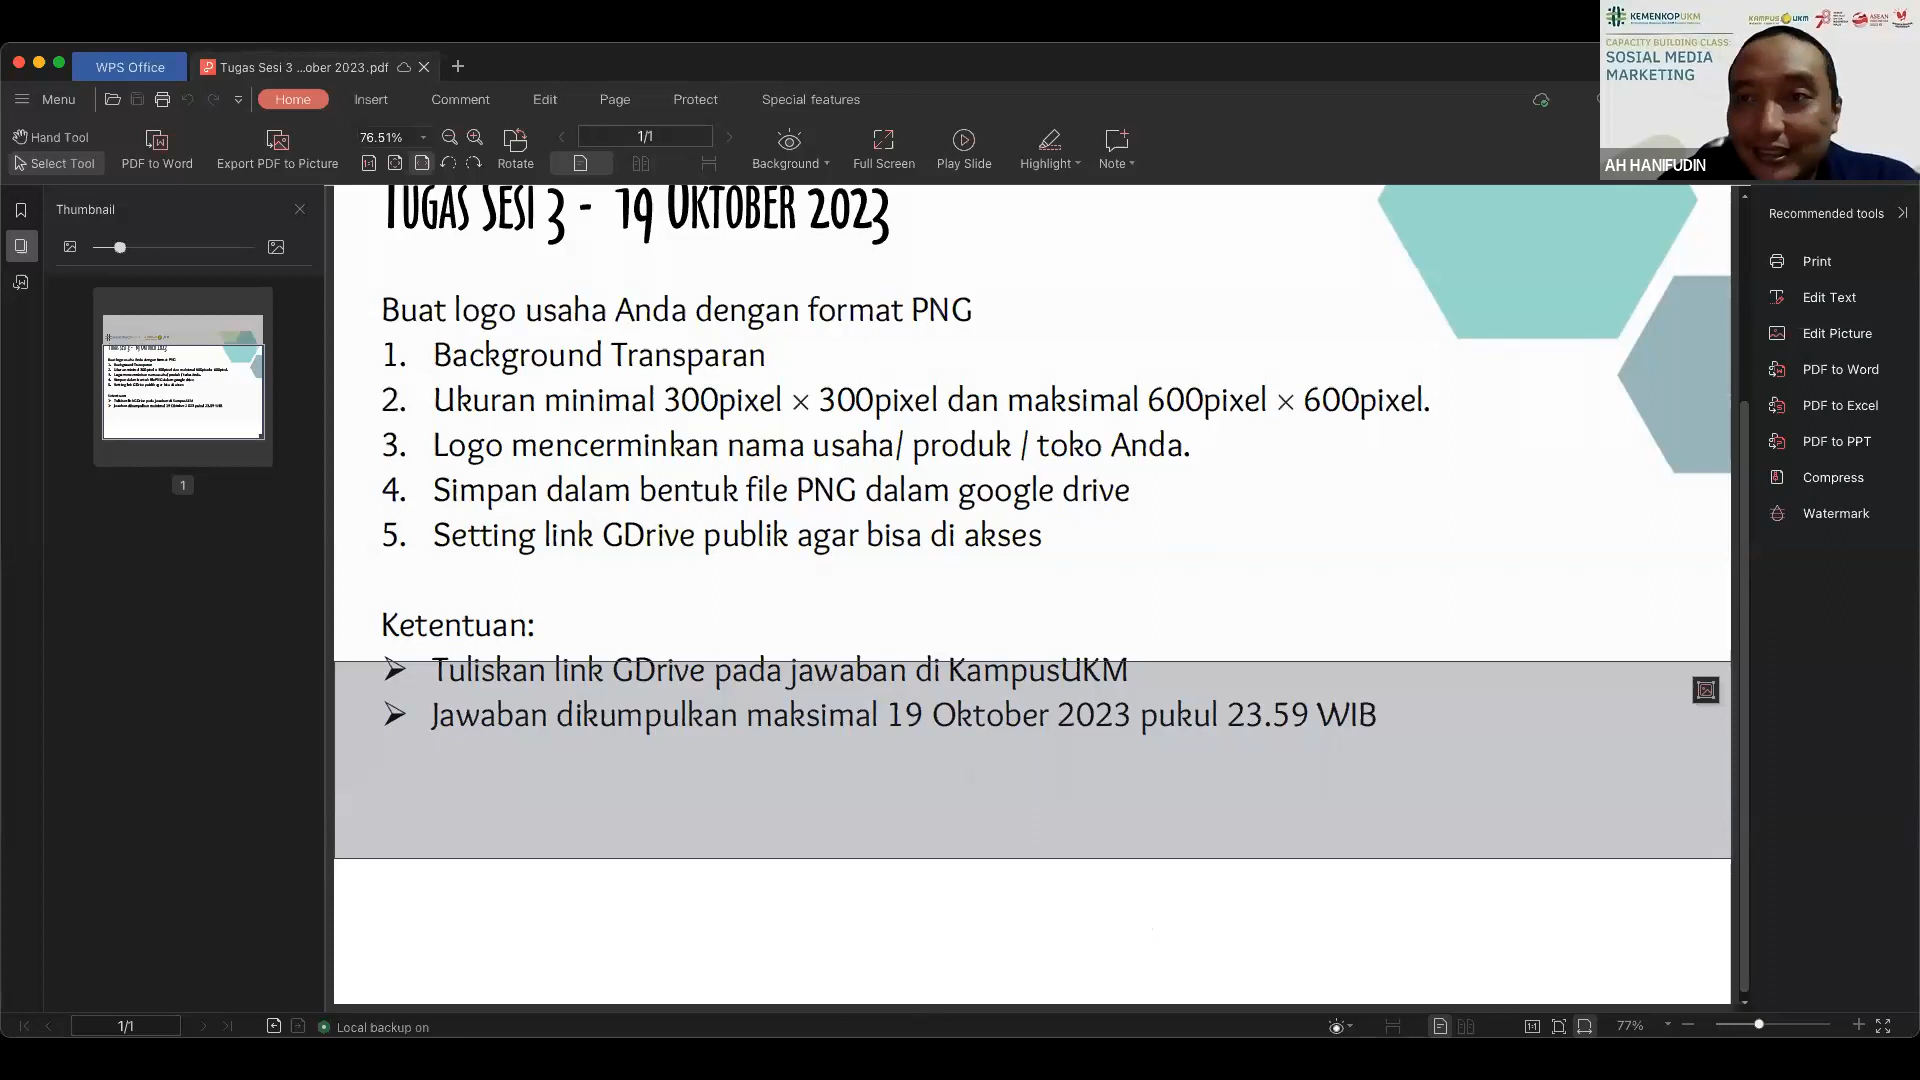 KEMENKOPUKM
KAMPUS UKM
ASEAN
CAPACITY BUILDING CLASS:
SOSIAL MEDIA
MARKETING
AH HANIFUDIN
WPS Office
Tugas Sesi 3 ...ober 2023.pdf
Menu
Home
Insert
Comment
Edit
Page
Protect
Special features
Hand Tool
Select Tool
PDF to Word
Export PDF to Picture
76.51%
Rotate
1/1
Background
Full Screen
Play Slide
Highlight
Note
Thumbnail
1
TUGAS SESI 3 - 19 OKTOBER 2023
Buat logo usaha Anda dengan format PNG
1. Background Transparan
2. Ukuran minimal 300pixel × 300pixel dan maksimal 600pixel × 600pixel.
3. Logo mencerminkan nama usaha/ produk / toko Anda.
4. Simpan dalam bentuk file PNG dalam google drive
5. Setting link GDrive publik agar bisa di akses
Ketentuan:
➢ Tuliskan link GDrive pada jawaban di KampusUKM
➢ Jawaban dikumpulkan maksimal 19 Oktober 2023 pukul 23.59 WIB
Recommended tools
Print
Edit Text
Edit Picture
PDF to Word
PDF to Excel
PDF to PPT
Compress
Watermark
1/1
Local backup on
77%